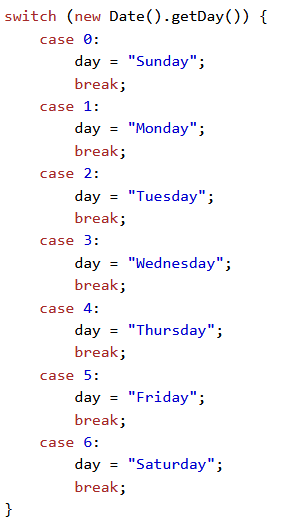 switch (new Date().getDay()) {
    case 0:
        day = "Sunday";
        break;
    case 1:
        day = "Monday";
        break;
    case 2:
        day = "Tuesday";
        break;
    case 3:
        day = "Wednesday";
        break;
    case 4:
        day = "Thursday";
        break;
    case 5:
        day = "Friday";
        break;
    case 6:
        day = "Saturday";
        break;
}